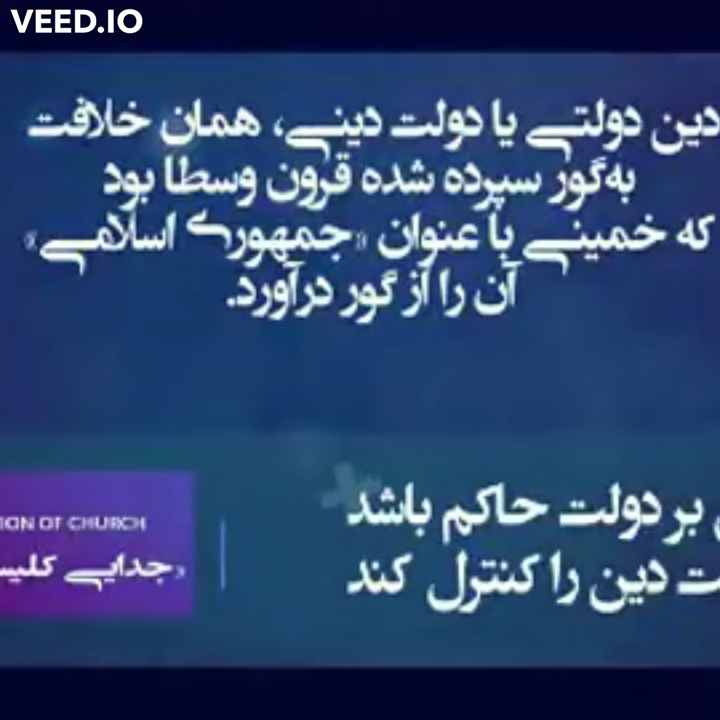 VEED.IO
دین دولتی یا دولت دینی، همان خلافت
به‌گور سپرده شده قرون وسطا بود
که خمینی با عنوان «جمهوری اسلامی»
آن را از گور درآورد.
بر دولت حاکم باشد
دین را کنترل کند
OF CHURCH
«جدایی